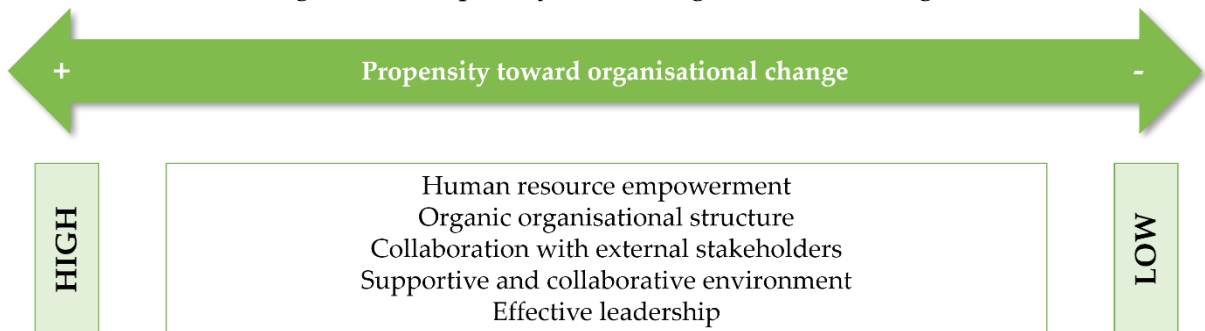 + Propensity toward organisational change -
HIGH
Human resource empowerment
Organic organisational structure
Collaboration with external stakeholders
Supportive and collaborative environment
Effective leadership
LOW